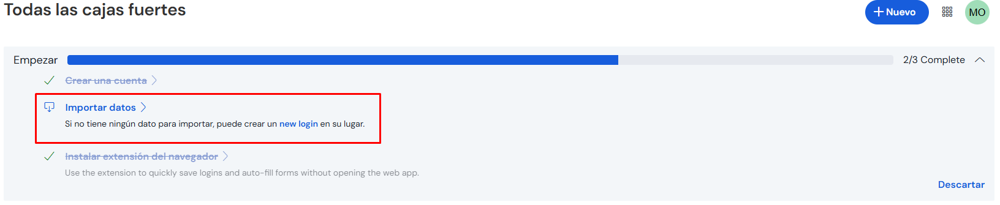 Todas las cajas fuertes
+ Nuevo
MO
Empezar
2/3 Complete
Crear una cuenta
Importar datos
Si no tiene ningún dato para importar, puede crear un new login en su lugar.
Instalar extensión del navegador
Use the extension to quickly save logins and auto-fill forms without opening the web app.
Descartar